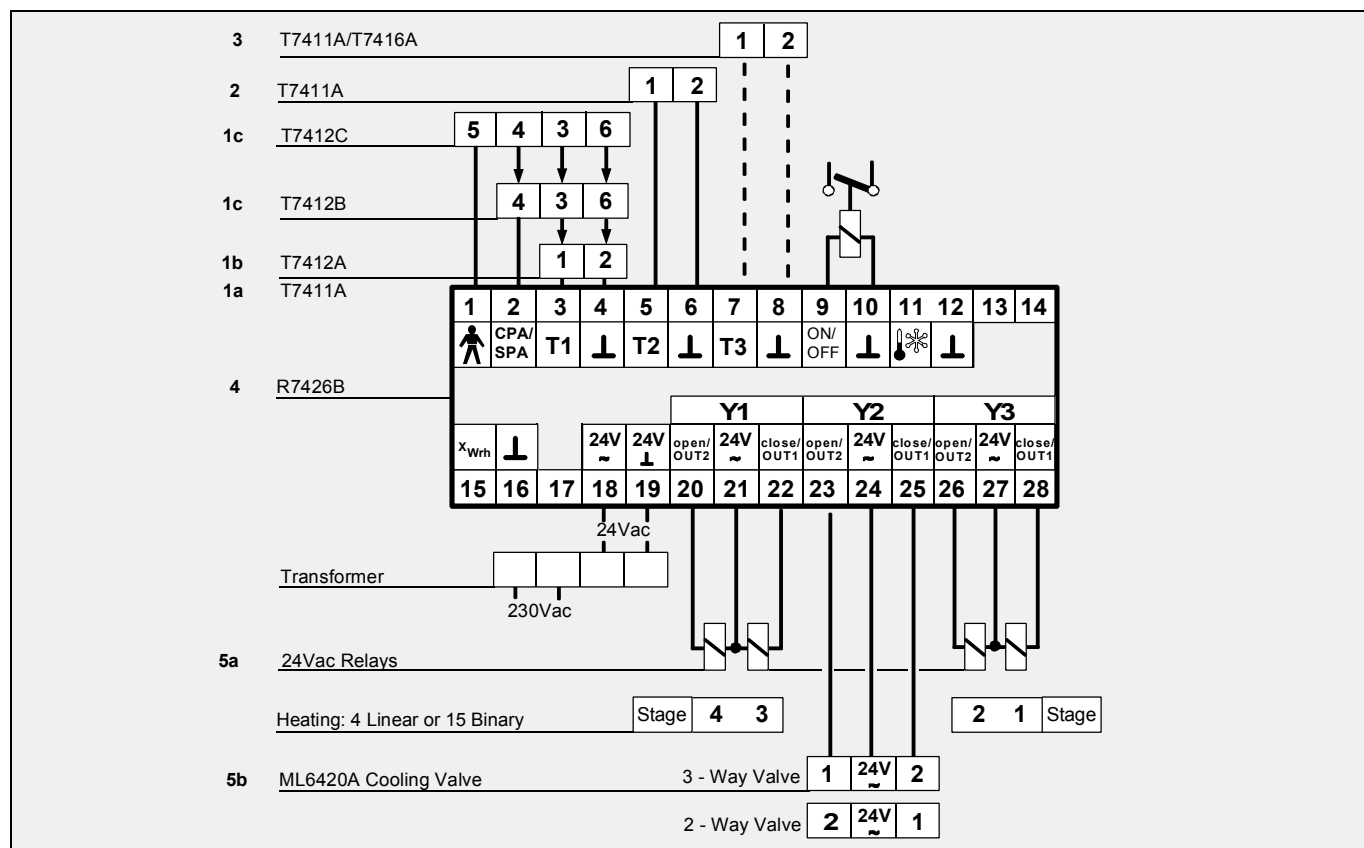 3 T7411A/T7416A 1 2
2 T7411A 1 2
1c T7412C 5 4 3 6
1c T7412B 4 3 6
1b T7412A 1 2
1a T7411A
1 2 3 4 5 6 7 8 9 10 11 12 13 14
CPA/ SPA T1 T2 T3 ON/ OFF
4 R7426B
Y1 Y2 Y3
XWrh 24V ~ 24V open/ OUT2 24V ~ close/ OUT1 open/ OUT2 24V ~ close/ OUT1 open/ OUT2 24V ~ close/ OUT1
15 16 17 18 19 20 21 22 23 24 25 26 27 28
24Vac
Transformer
230Vac
5a 24Vac Relays
Heating: 4 Linear or 15 Binary Stage 4 3 2 1 Stage
5b ML6420A Cooling Valve 3 - Way Valve 1 24V ~ 2
2 - Way Valve 2 24V ~ 1